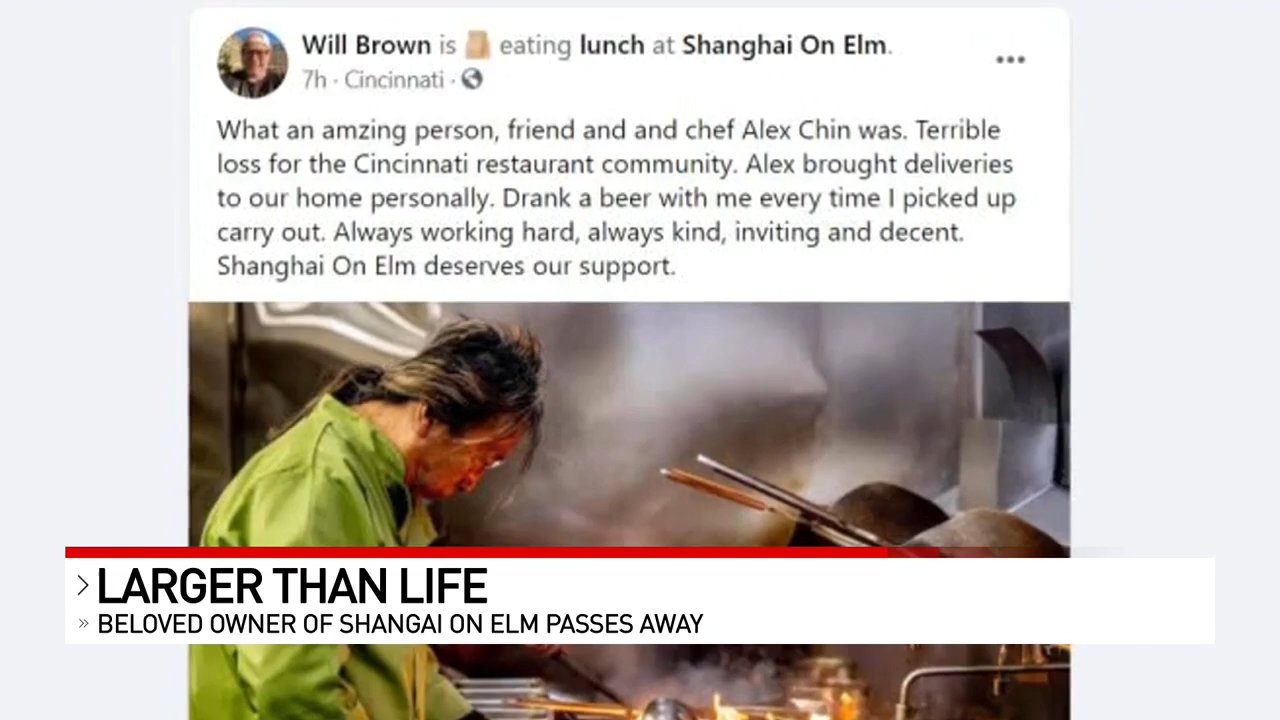 Will Brown is eating lunch at Shanghai On Elm.
7h · Cincinnati ·
What an amzing person, friend and and chef Alex Chin was. Terrible
loss for the Cincinnati restaurant community. Alex brought deliveries
to our home personally. Drank a beer with me every time I picked up
carry out. Always working hard, always kind, inviting and decent.
Shanghai On Elm deserves our support.
LARGER THAN LIFE
BELOVED OWNER OF SHANGAI ON ELM PASSES AWAY